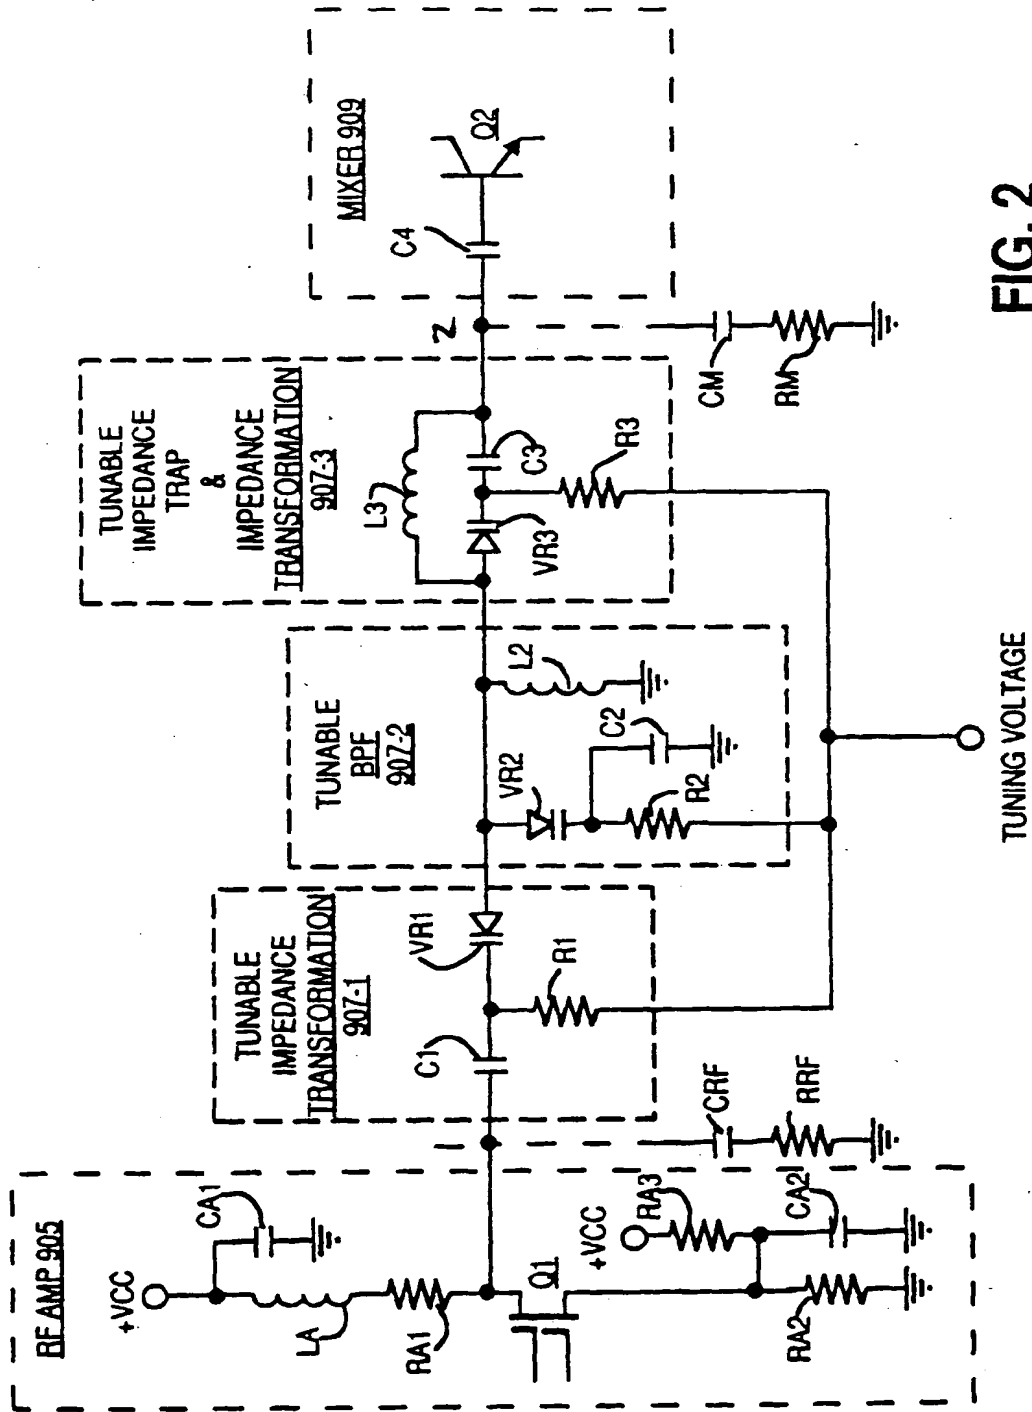 RF AMP 905
+VCC
CA1
LA
RA1
Q1
+VCC
RA3
RA2
CA2
CRF
RRF
TUNABLE
IMPEDANCE
TRANSFORMATION
907-1
C1
VR1
R1
TUNABLE
BPF
907-2
VR2
L2
C2
R2
TUNABLE
IMPEDANCE
TRAP
&
IMPEDANCE
TRANSFORMATION
907-3
L3
VR3
C3
R3
Z
CM
RM
MIXER 909
C4
Q2
TUNING VOLTAGE
FIG. 2